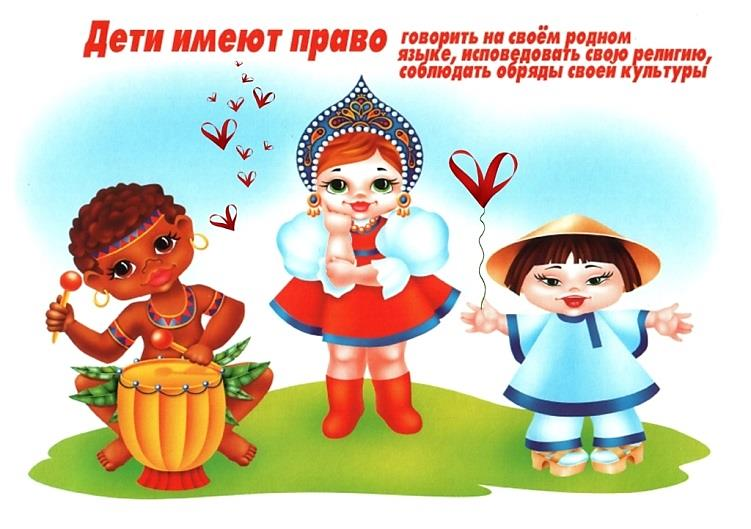 Дети имеют право
говорить на своём родном
языке, исповедовать свою религию,
соблюдать обряды своей культуры